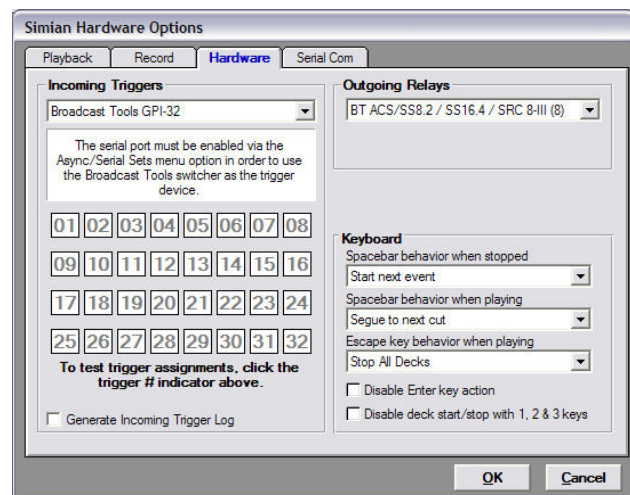 Simian Hardware Options
Playback
Record
Hardware
Serial Com
Incoming Triggers
Broadcast Tools GPI-32
The serial port must be enabled via the
Async/Serial Sets menu option in order to use
the Broadcast Tools switcher as the trigger
device.
01 02 03 04 05 06 07 08
09 10 11 12 13 14 15 16
17 18 19 20 21 22 23 24
25 26 27 28 29 30 31 32
To test trigger assignments, click the
trigger # indicator above.
Generate Incoming Trigger Log
Outgoing Relays
BT ACS/SS8.2 / SS16.4 / SRC 8-III (8)
Keyboard
Spacebar behavior when stopped
Start next event
Spacebar behavior when playing
Segue to next cut
Escape key behavior when playing
Stop All Decks
Disable Enter key action
Disable deck start/stop with 1, 2 & 3 keys
OK
Cancel